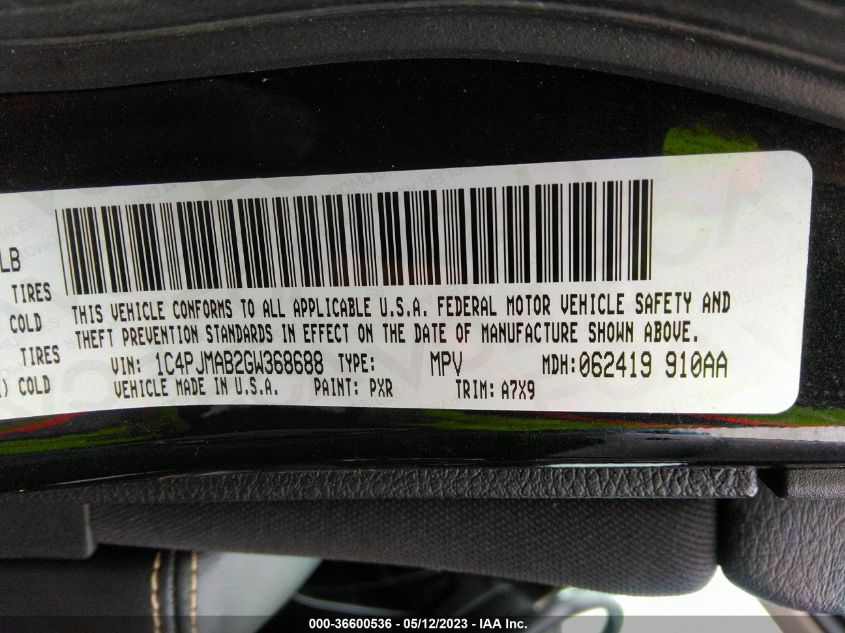 LB
TIRES
COLD
TIRES
) COLD
THIS VEHICLE CONFORMS TO ALL APPLICABLE U.S.A. FEDERAL MOTOR VEHICLE SAFETY AND
THEFT PREVENTION STANDARDS IN EFFECT ON THE DATE OF MANUFACTURE SHOWN ABOVE.
VIN: 1C4PJMAB2GW368688 TYPE: MPV MDH: 062419 910AA
VEHICLE MADE IN U.S.A. PAINT: PXR TRIM: A7X9
000-36600536 - 05/12/2023 - IAA Inc.